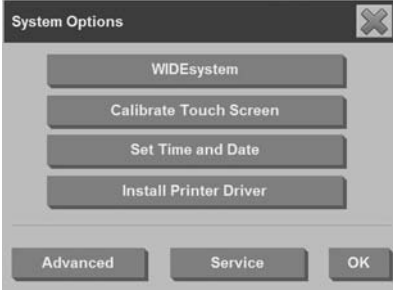 System Options
WIDEsystem
Calibrate Touch Screen
Set Time and Date
Install Printer Driver
Advanced Service OK